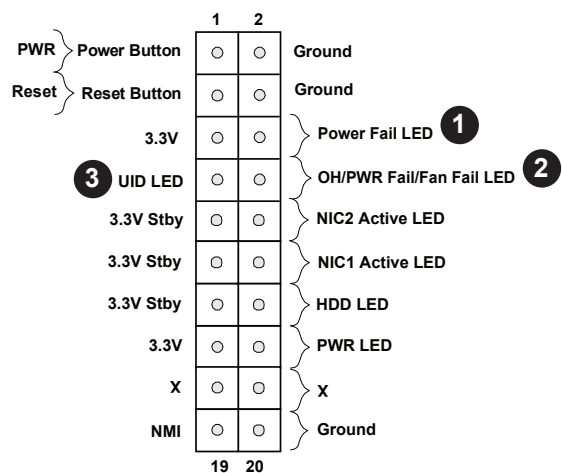 1 2
PWR Power Button Ground
Reset Reset Button Ground
3.3V Power Fail LED 1
3 UID LED OH/PWR Fail/Fan Fail LED 2
3.3V Stby NIC2 Active LED
3.3V Stby NIC1 Active LED
3.3V Stby HDD LED
3.3V PWR LED
X X
NMI Ground
19 20